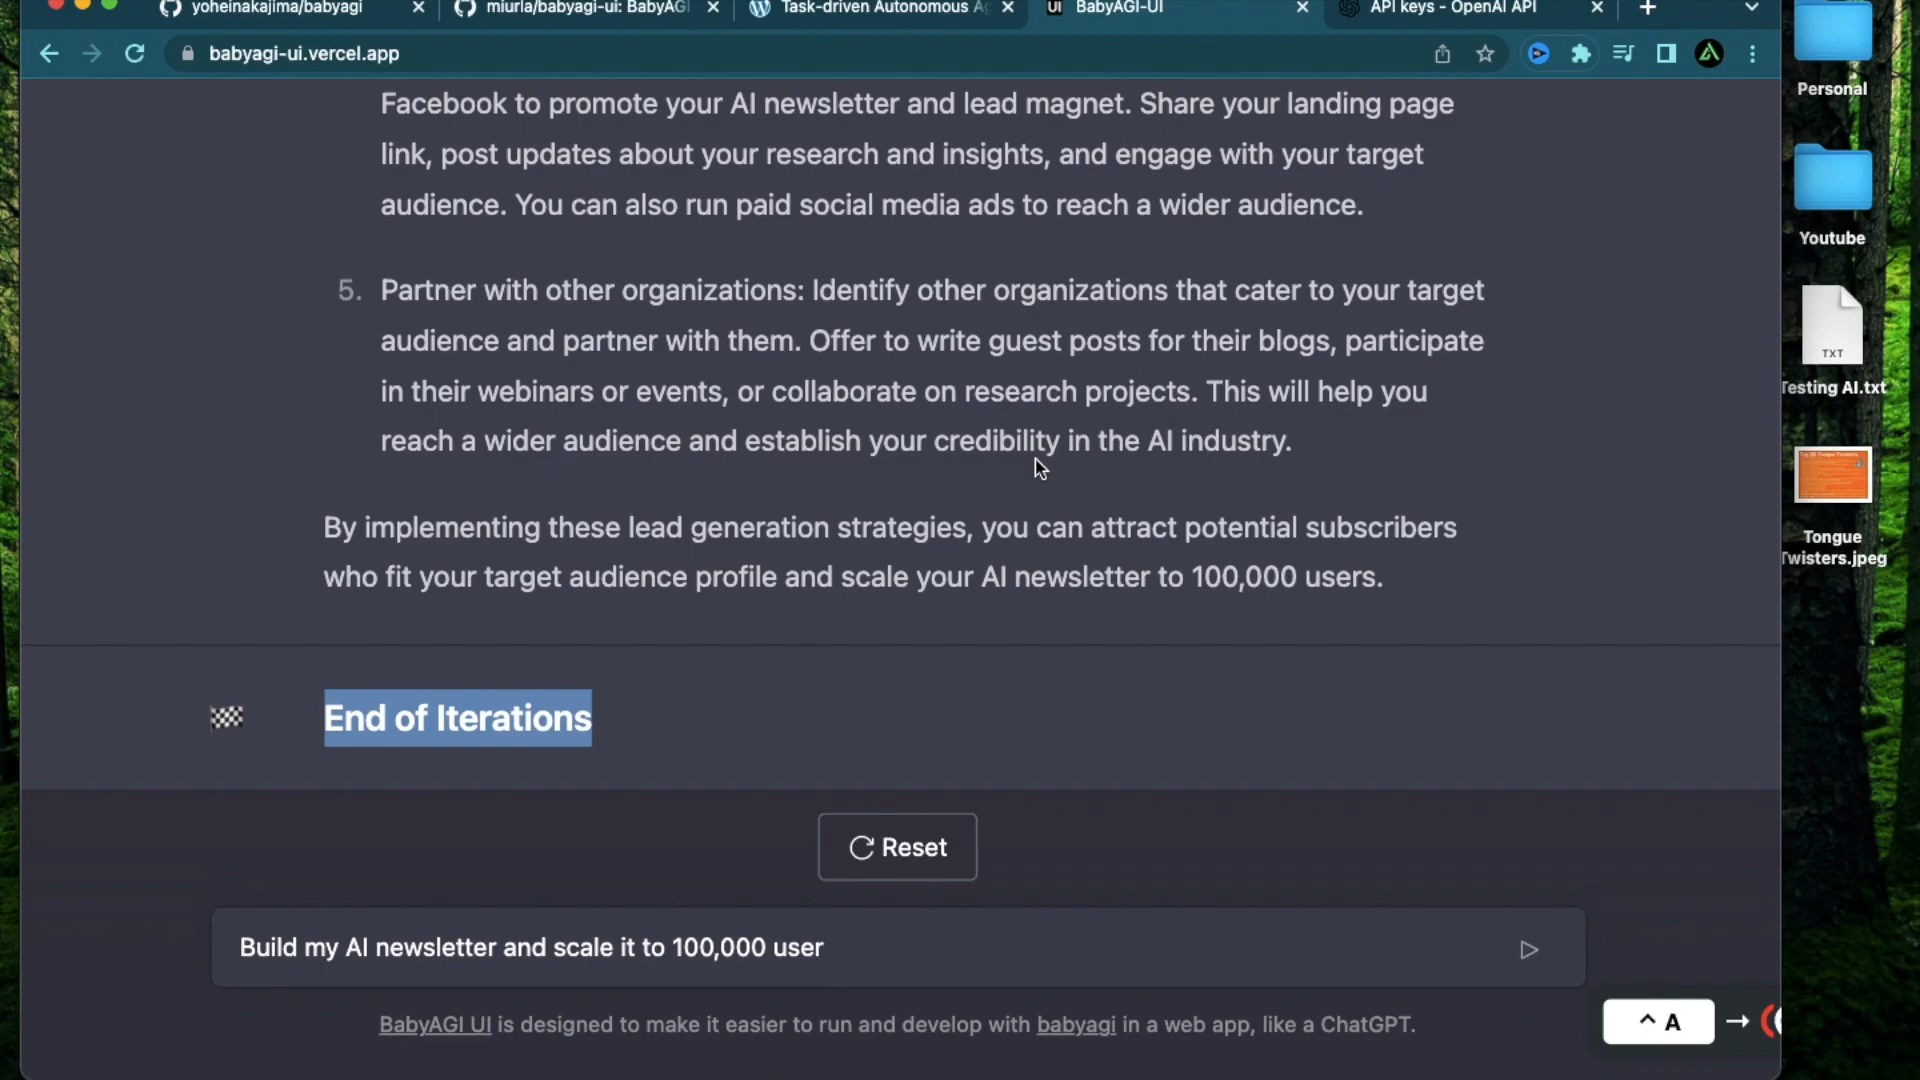 yoheinakajima/babyagi
miurla/babyagi-ui: BabyAGI
Task-driven Autonomous Ag
UI BabyAGI-UI
API keys - OpenAI API
babyagi-ui.vercel.app
Facebook to promote your AI newsletter and lead magnet. Share your landing page
link, post updates about your research and insights, and engage with your target
audience. You can also run paid social media ads to reach a wider audience.
5. Partner with other organizations: Identify other organizations that cater to your target
audience and partner with them. Offer to write guest posts for their blogs, participate
in their webinars or events, or collaborate on research projects. This will help you
reach a wider audience and establish your credibility in the AI industry.
By implementing these lead generation strategies, you can attract potential subscribers
who fit your target audience profile and scale your AI newsletter to 100,000 users.
End of Iterations
Reset
Build my AI newsletter and scale it to 100,000 user
BabyAGI UI is designed to make it easier to run and develop with babyagi in a web app, like a ChatGPT.
^ A →
Personal
Youtube
TXT
Testing AI.txt
Tongue
Twisters.jpeg